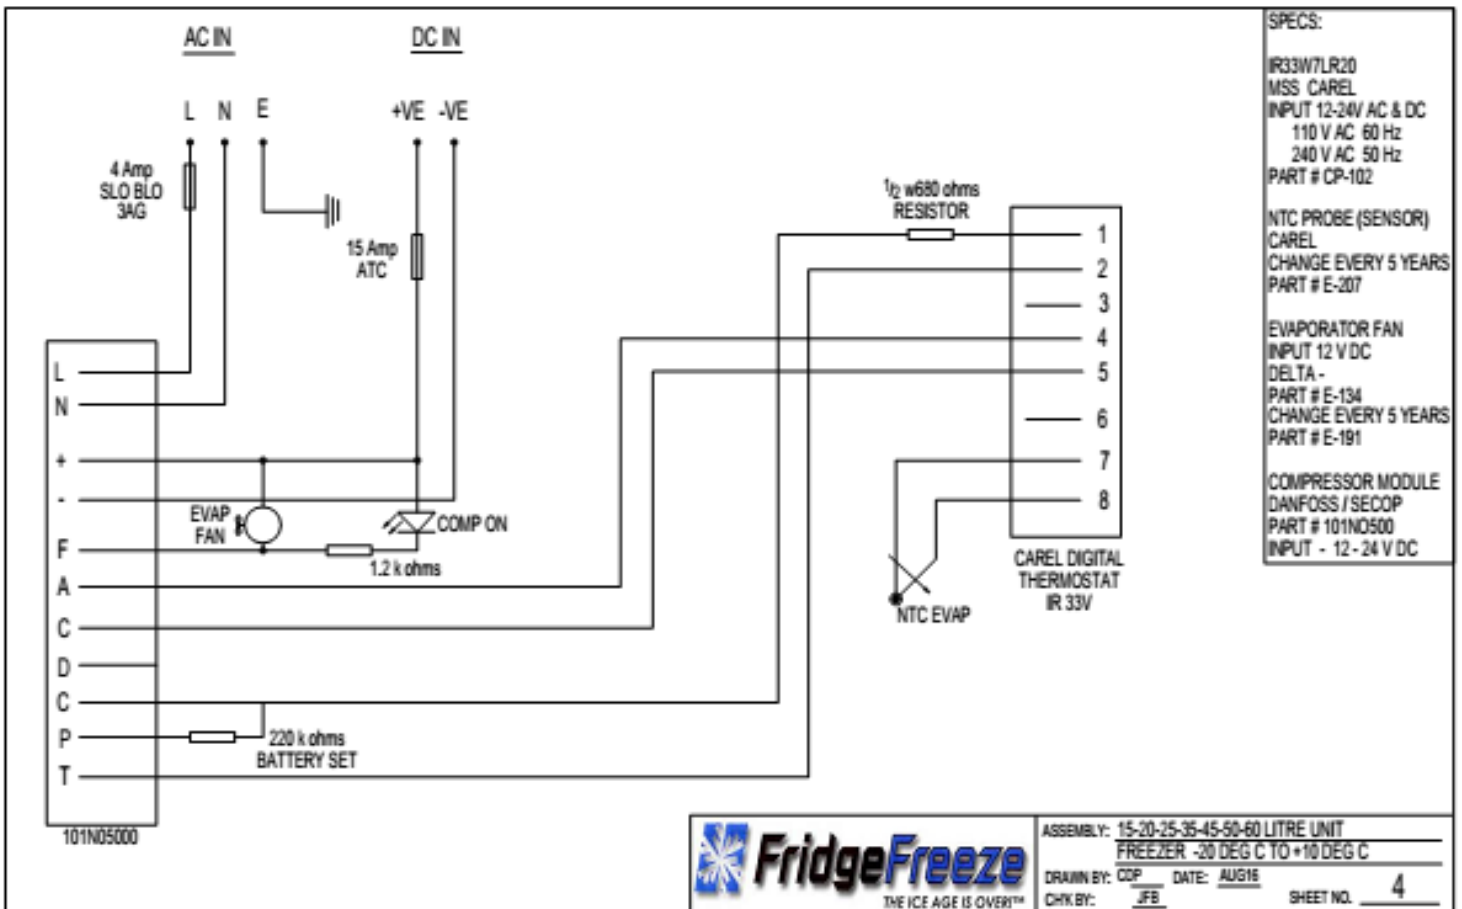 AC IN
DC IN
L N E
+VE -VE
4 Amp
SLO BLO
3AG
15 Amp
ATC
1/2 w680 ohms
RESISTOR
L
N
+
-
F
A
C
D
C
P
T
101N05000
EVAP
FAN
COMP ON
1.2 k ohms
220 k ohms
BATTERY SET
1
2
3
4
5
6
7
8
CAREL DIGITAL
THERMOSTAT
IR 33V
NTC EVAP
SPECS:
IR33W7LR20
MSS CAREL
INPUT 12-24V AC & DC
110 V AC 60 Hz
240 V AC 50 Hz
PART # CP-102
NTC PROBE (SENSOR)
CAREL
CHANGE EVERY 5 YEARS
PART # E-207
EVAPORATOR FAN
INPUT 12 V DC
DELTA -
PART # E-134
CHANGE EVERY 5 YEARS
PART # E-191
COMPRESSOR MODULE
DANFOSS / SECOP
PART # 101NO500
INPUT - 12 - 24 V DC
FridgeFreeze
THE ICE AGE IS OVER!™
ASSEMBLY: 15-20-25-35-45-50-60 LITRE UNIT
FREEZER -20 DEG C TO +10 DEG C
DRAWN BY: CDP DATE: AUG16
CHK BY: JFB SHEET NO. 4